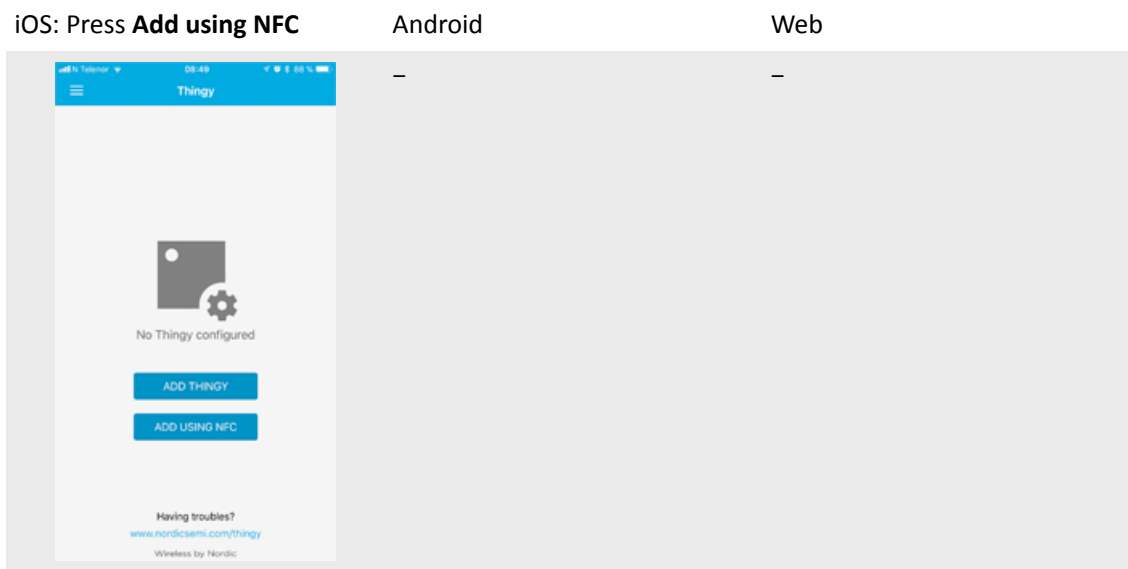 iOS: Press Add using NFC Android Web
– –
N Telenor 08:49 88 %
Thingy
No Thingy configured
ADD THINGY
ADD USING NFC
Having troubles?
www.nordicsemi.com/thingy
Wireless by Nordic